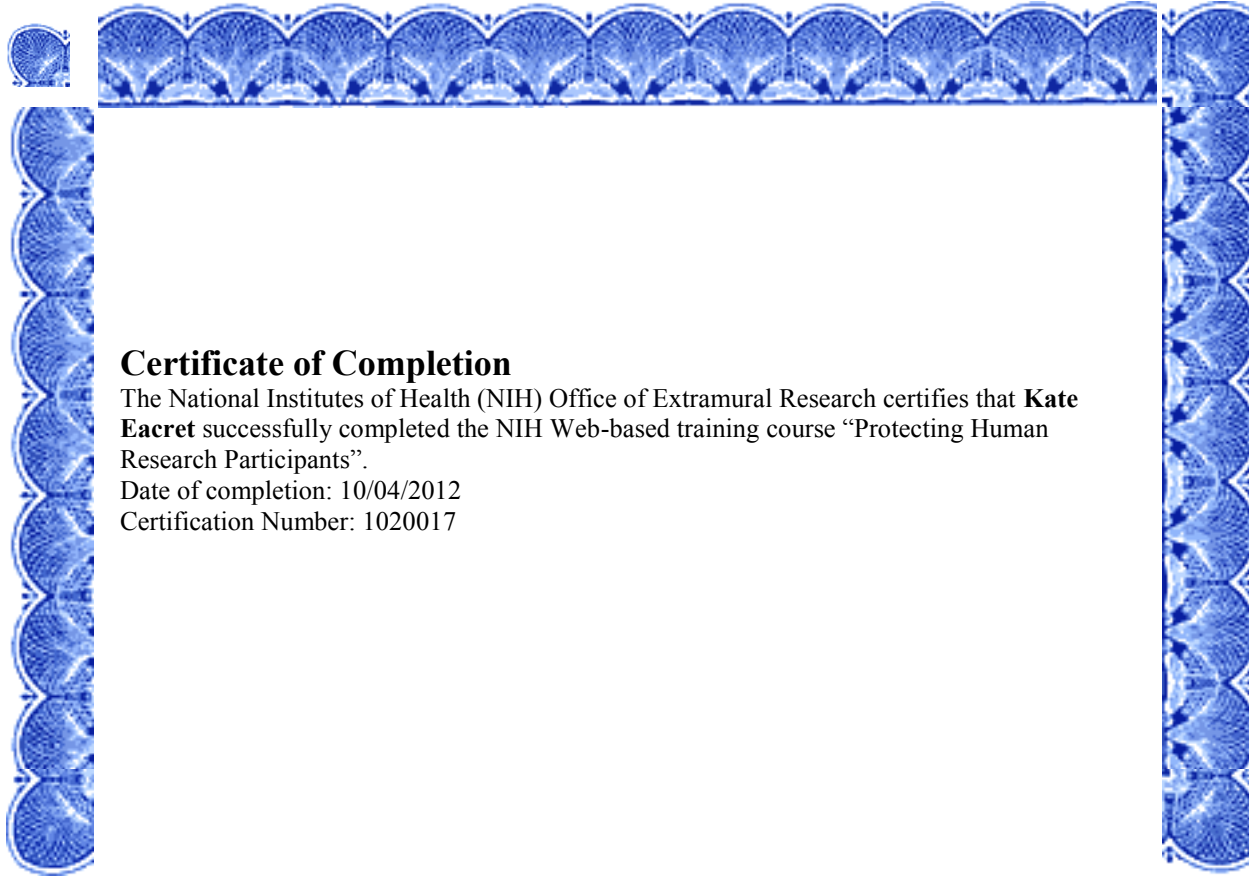 Certificate of Completion
The National Institutes of Health (NIH) Office of Extramural Research certifies that Kate
Eacret successfully completed the NIH Web-based training course “Protecting Human
Research Participants”.
Date of completion: 10/04/2012
Certification Number: 1020017